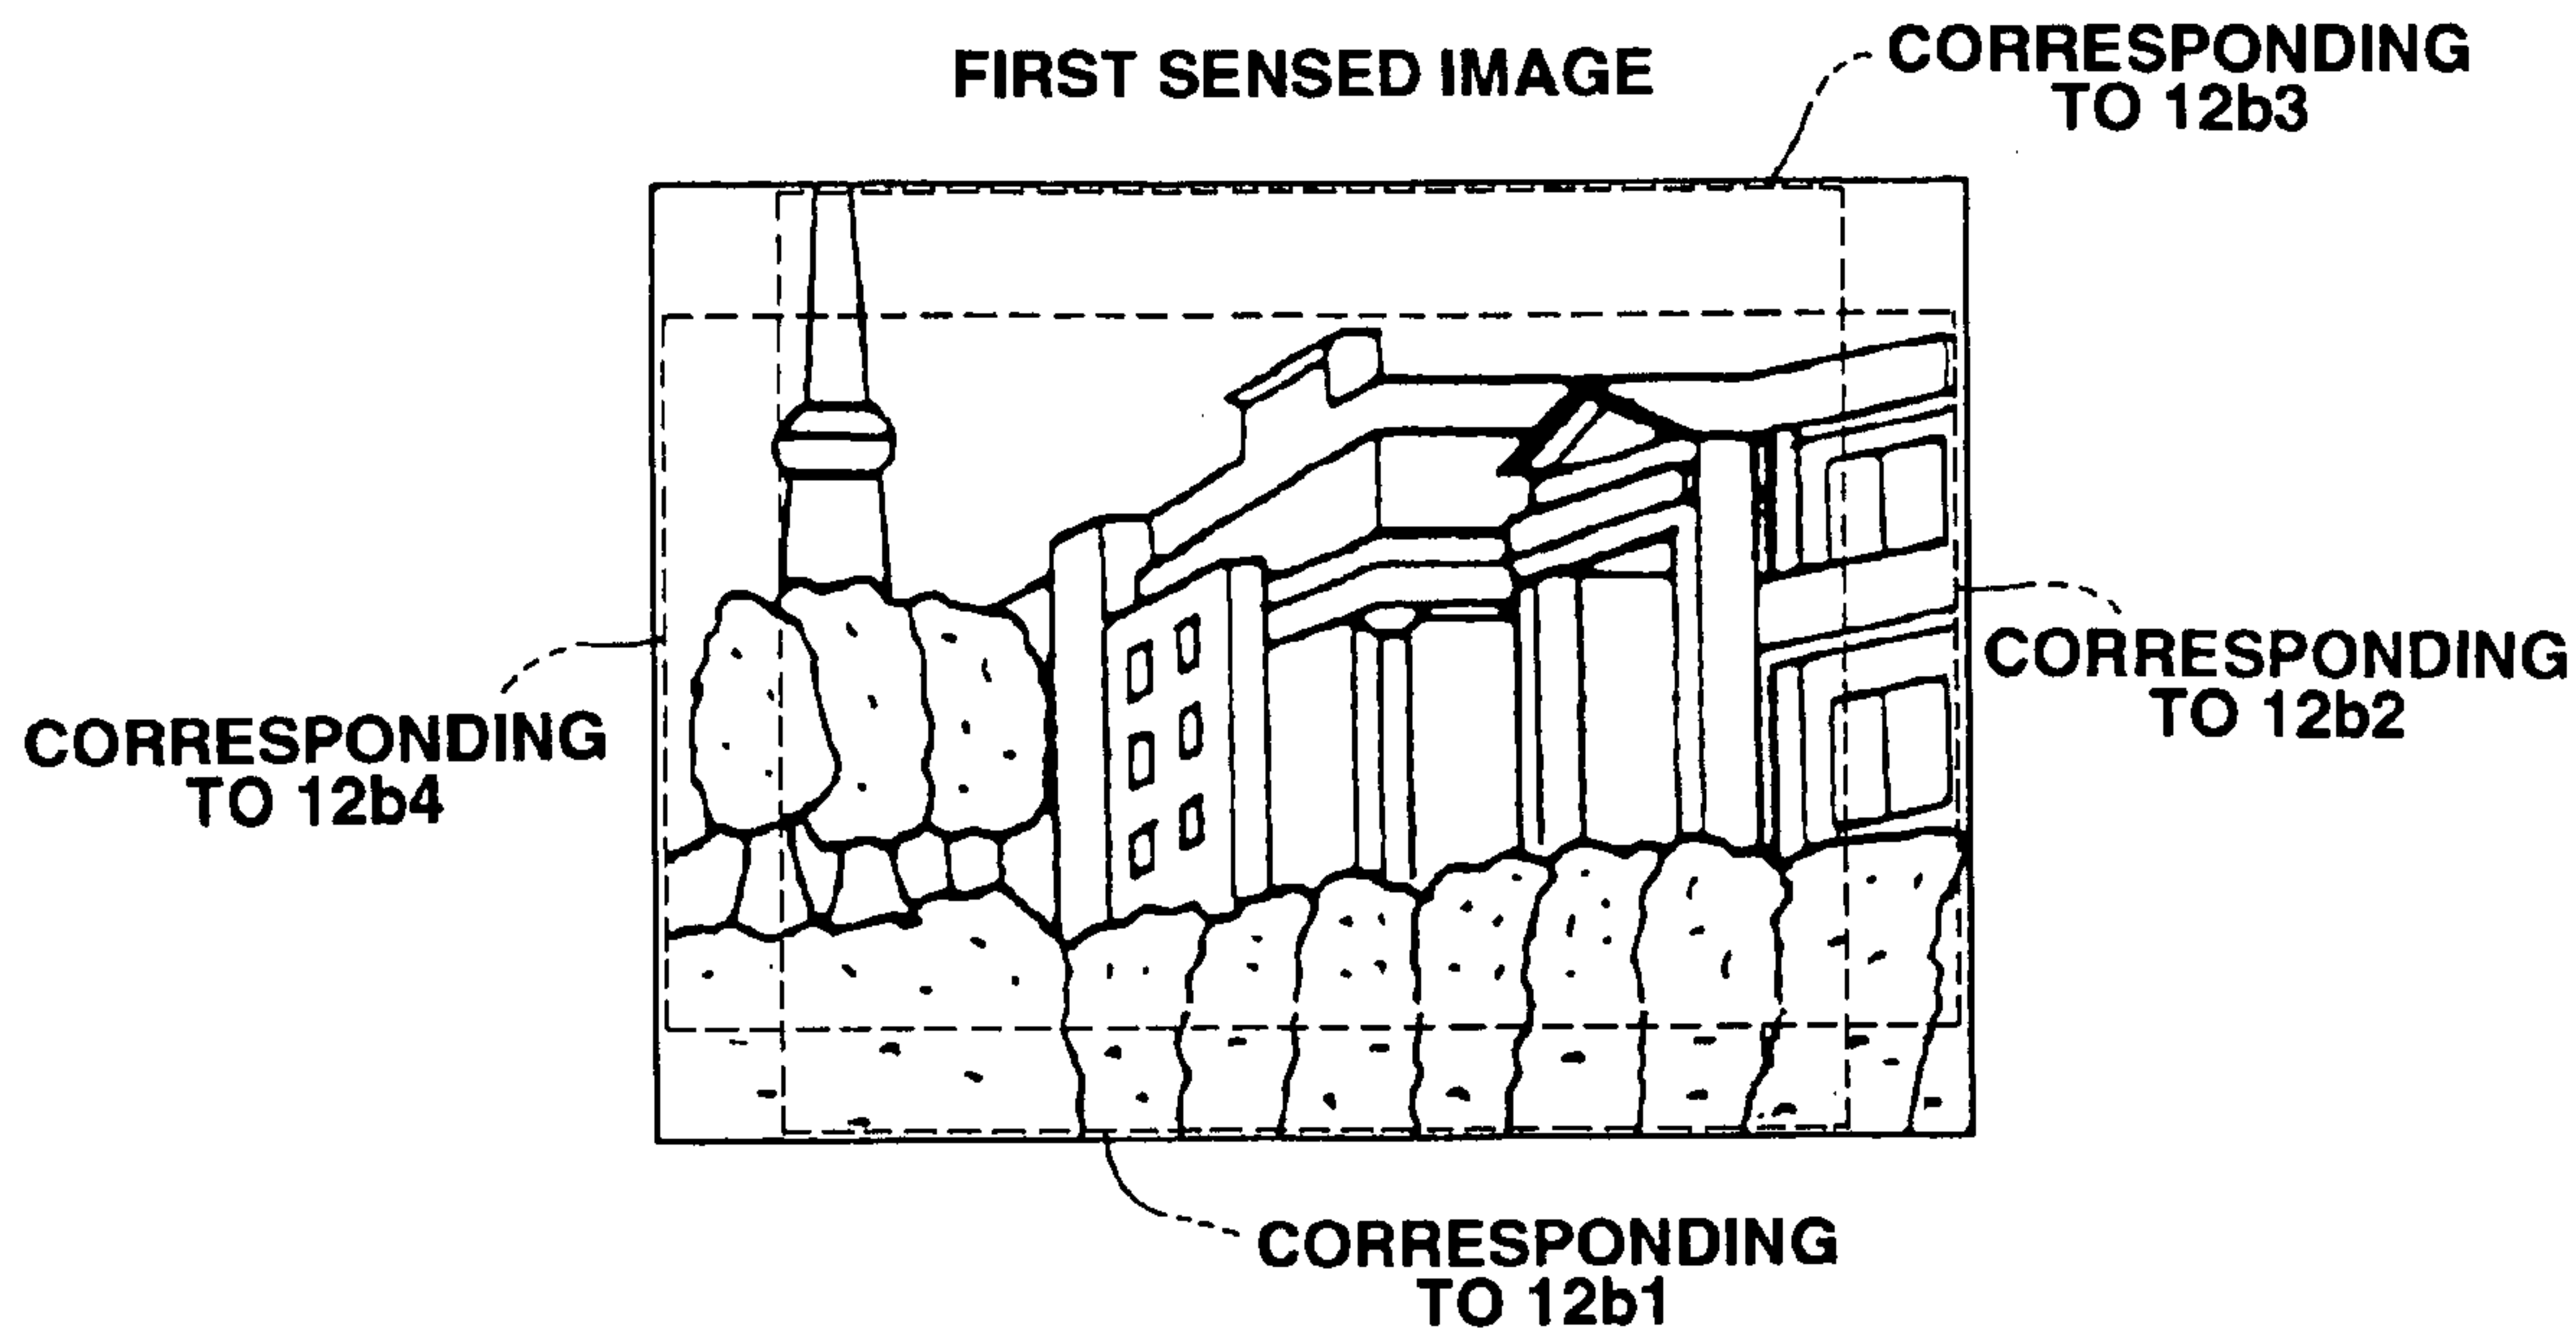 FIRST SENSED IMAGE
CORRESPONDING
TO 12b3
CORRESPONDING
TO 12b2
CORRESPONDING
TO 12b4
CORRESPONDING
TO 12b1